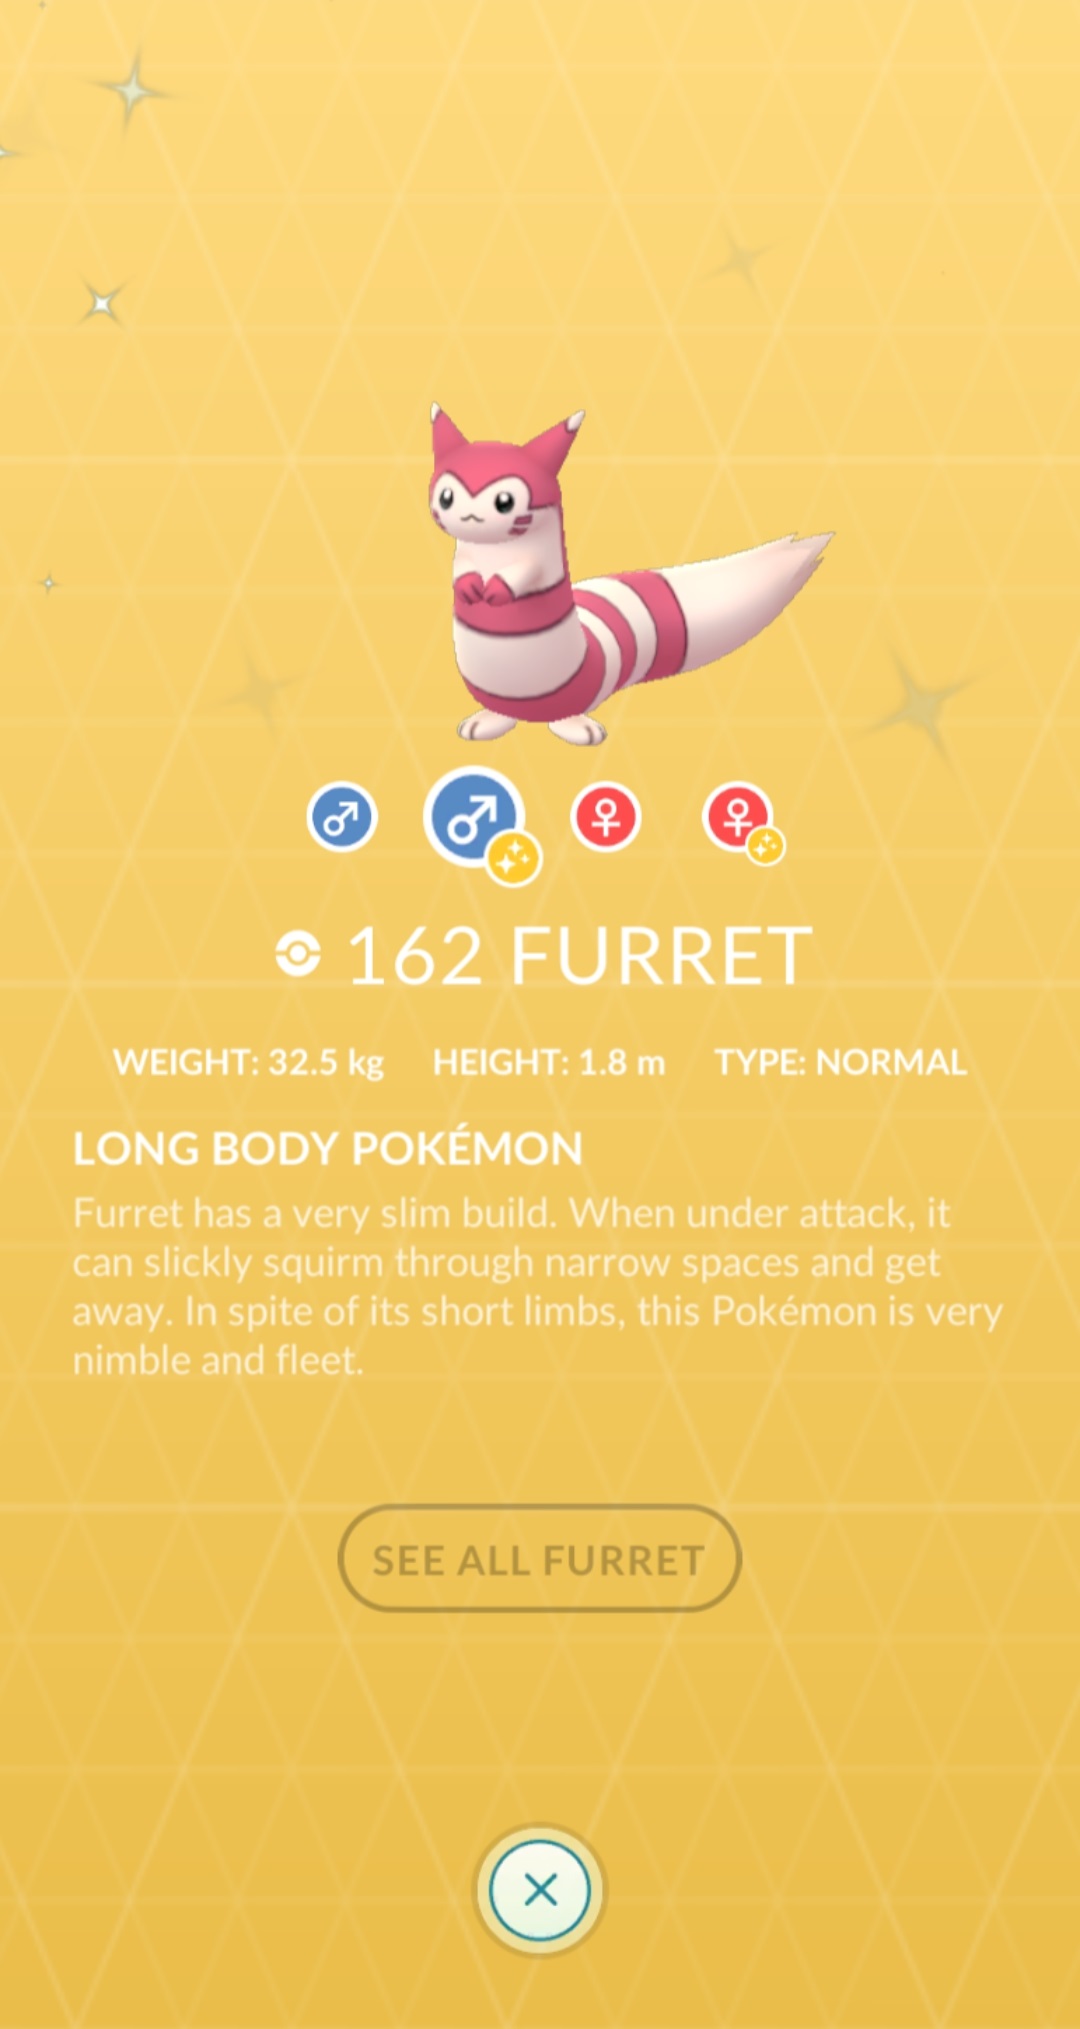 162 FURRET
WEIGHT: 32.5 kg HEIGHT: 1.8 m TYPE: NORMAL
LONG BODY POKÉMON
Furret has a very slim build. When under attack, it
can slickly squirm through narrow spaces and get
away. In spite of its short limbs, this Pokémon is very
nimble and fleet.
SEE ALL FURRET